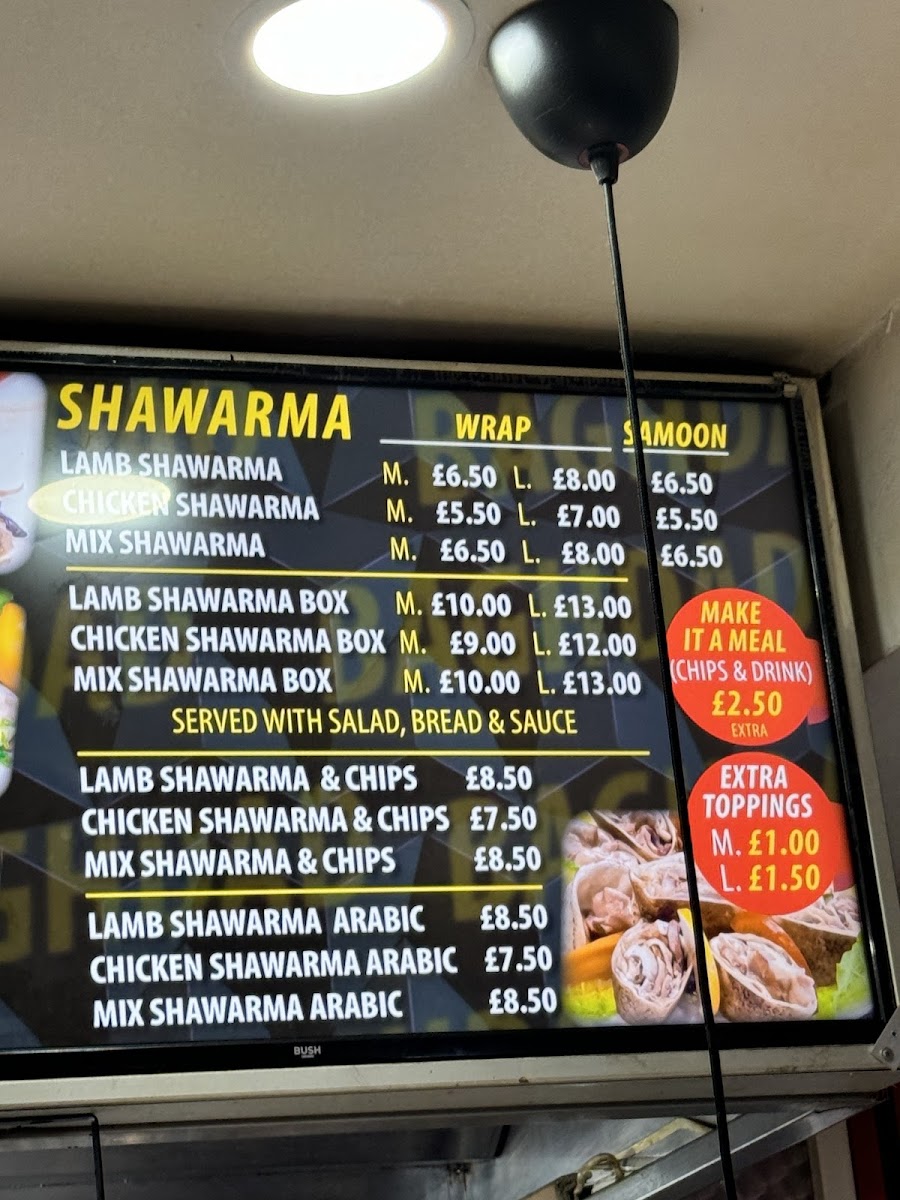 SHAWARMA WRAP SAMOON
LAMB SHAWARMA M. £6.50 L. £8.00 £6.50
CHICKEN SHAWARMA M. £5.50 L. £7.00 £5.50
MIX SHAWARMA M. £6.50 L. £8.00 £6.50
LAMB SHAWARMA BOX M. £10.00 L. £13.00
CHICKEN SHAWARMA BOX M. £9.00 L. £12.00
MIX SHAWARMA BOX M. £10.00 L. £13.00
SERVED WITH SALAD, BREAD & SAUCE
LAMB SHAWARMA & CHIPS £8.50
CHICKEN SHAWARMA & CHIPS £7.50
MIX SHAWARMA & CHIPS £8.50
LAMB SHAWARMA ARABIC £8.50
CHICKEN SHAWARMA ARABIC £7.50
MIX SHAWARMA ARABIC £8.50
MAKE
IT A MEAL
(CHIPS & DRINK)
£2.50
EXTRA
EXTRA
TOPPINGS
M. £1.00
L. £1.50
BUSH